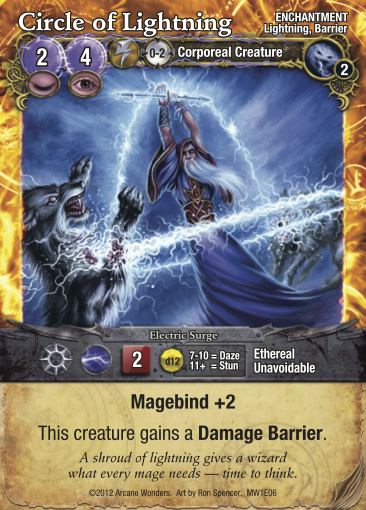 Circle of Lightning
ENCHANTMENT
Lightning, Barrier
2 4 0-2 Corporeal Creature 2
Electric Surge
2 d12 7-10 = Daze
11+ = Stun
Ethereal
Unavoidable
Magebind +2
This creature gains a Damage Barrier.
A shroud of lightning gives a wizard
what every mage needs — time to think.
©2012 Arcane Wonders. Art by Ron Spencer. MW1E06